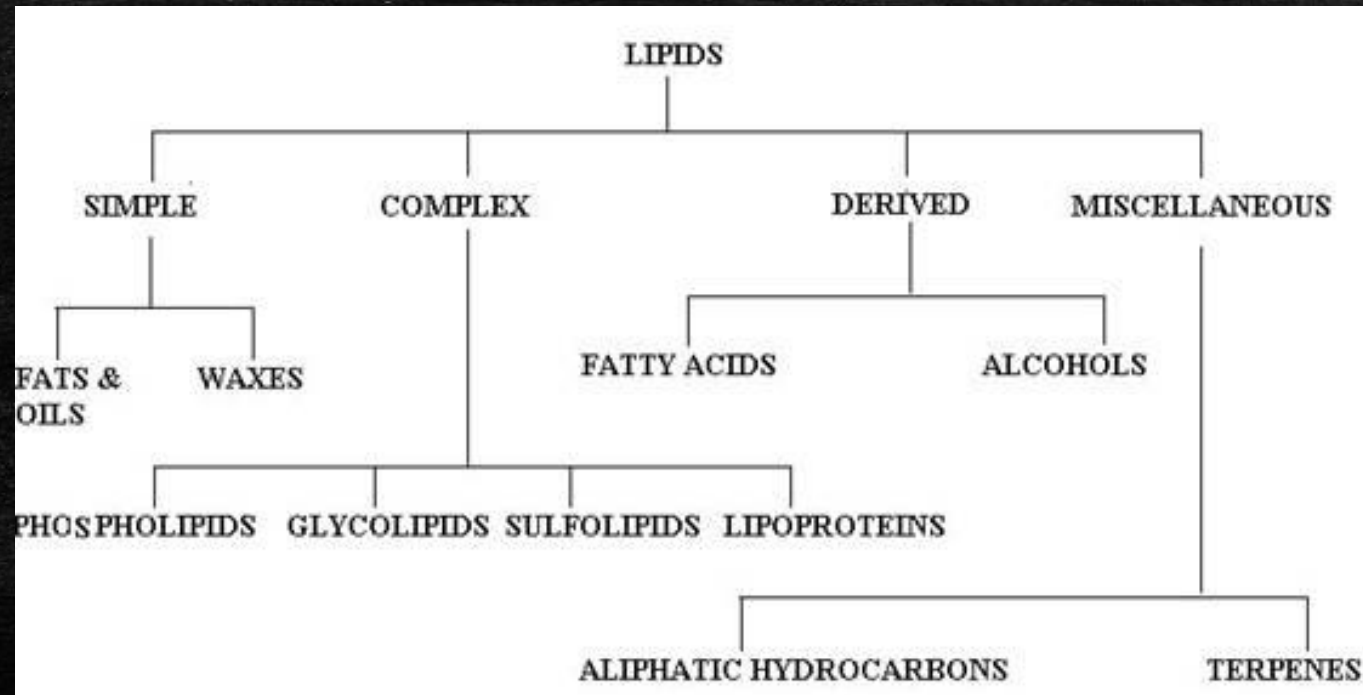 LIPIDS
SIMPLE COMPLEX DERIVED MISCELLANEOUS
FATS & WAXES FATTY ACIDS ALCOHOLS
OILS
PHOSPHOLIPIDS GLYCOLIPIDS SULFOLIPIDS LIPOPROTEINS
ALIPHATIC HYDROCARBONS TERPENES